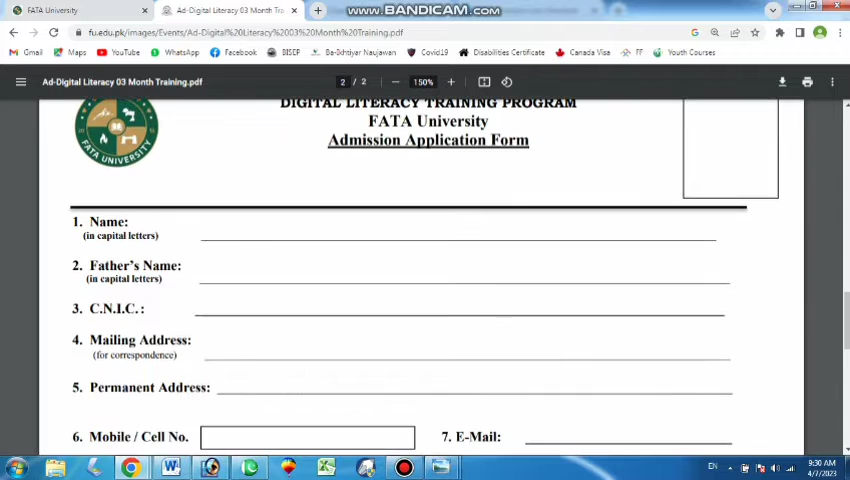 FATA University
Ad-Digital Literacy 03 Month Tra
www.BANDICAM.com
fu.edu.pk/images/Events/Ad-Digital%20Literacy%2003%20Month%20Training.pdf
Gmail Maps YouTube WhatsApp Facebook BISEP Ba-Ikhtiyar Naujawan Covid19 Disabilities Certificate Canada Visa FF Youth Courses
Ad-Digital Literacy 03 Month Training.pdf 2 / 2 150%
DIGITAL LITERACY TRAINING PROGRAM
FATA University
Admission Application Form
FATA UNIVERSITY
1. Name:
(in capital letters)
2. Father's Name:
(in capital letters)
3. C.N.I.C. :
4. Mailing Address:
(for correspondence)
5. Permanent Address:
6. Mobile / Cell No. 7. E-Mail:
EN 9:30 AM
4/7/2023